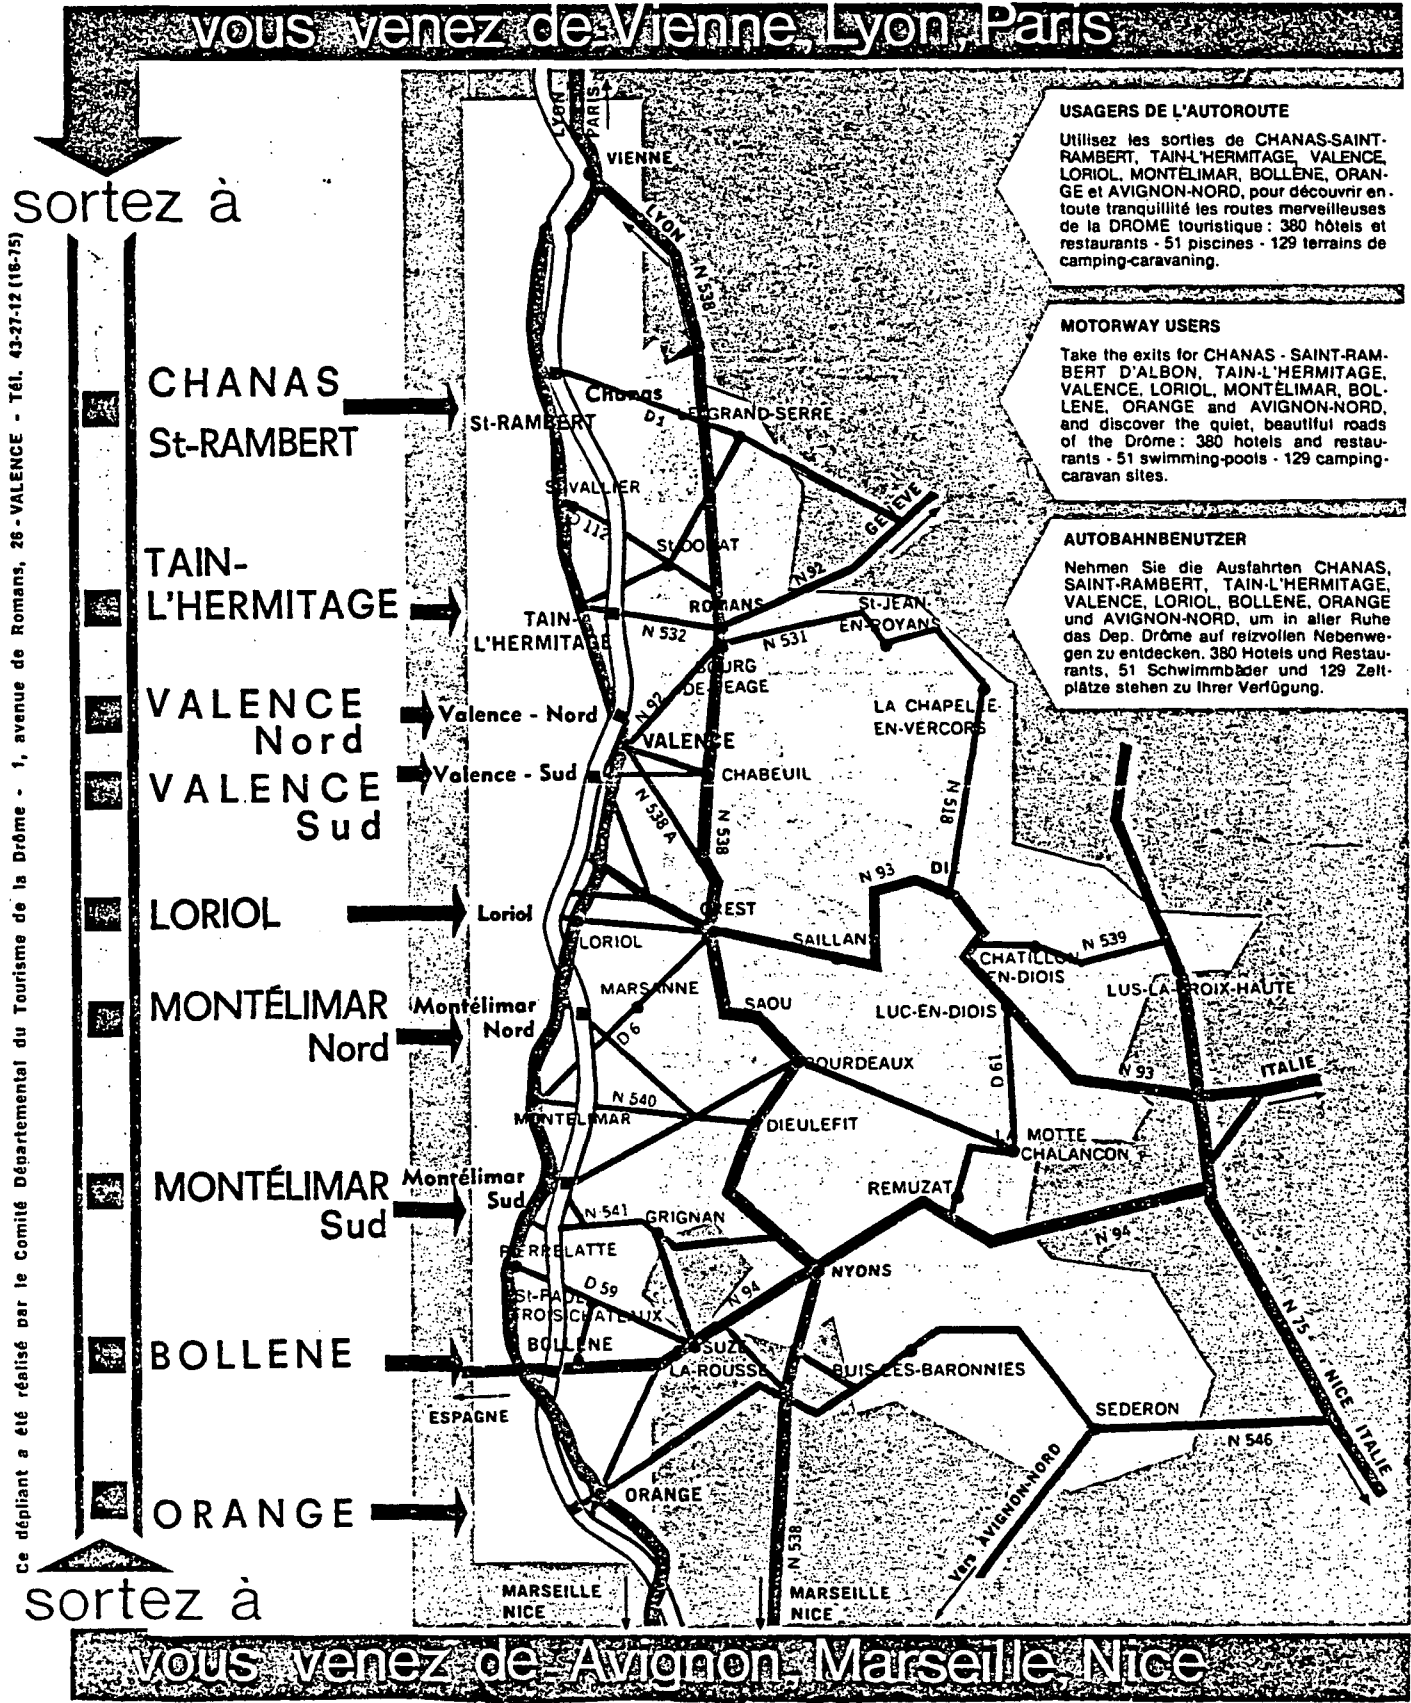 vous venez de Vienne, Lyon, Paris
sortez à
CHANAS
St-RAMBERT
TAIN-
L'HERMITAGE
VALENCE
Nord
VALENCE
Sud
LORIOL
MONTÉLIMAR
Nord
MONTÉLIMAR
Sud
BOLLENE
ORANGE
sortez à
Ce dépliant a été réalisé par le Comité Départemental du Tourisme de la Drôme - 1, avenue de Romans, 26 - VALENCE - Tél. 43-27-12 (16-75)
USAGERS DE L'AUTOROUTE
Utilisez les sorties de CHANAS-SAINT-
RAMBERT, TAIN-L'HERMITAGE, VALENCE,
LORIOL, MONTÉLIMAR, BOLLÈNE, ORAN-
GE et AVIGNON-NORD, pour découvrir en
toute tranquillité les routes merveilleuses
de la DROME touristique : 380 hôtels et
restaurants - 51 piscines - 129 terrains de
camping-caravaning.
MOTORWAY USERS
Take the exits for CHANAS - SAINT-RAM-
BERT D'ALBON, TAIN-L'HERMITAGE,
VALENCE, LORIOL, MONTÉLIMAR, BOL-
LENE, ORANGE and AVIGNON-NORD,
and discover the quiet, beautiful roads
of the Drôme : 380 hotels and restau-
rants - 51 swimming-pools - 129 camping-
caravan sites.
AUTOBAHNBENUTZER
Nehmen Sie die Ausfahrten CHANAS,
SAINT-RAMBERT, TAIN-L'HERMITAGE,
VALENCE, LORIOL, BOLLENE, ORANGE
und AVIGNON-NORD, um in aller Ruhe
das Dep. Drôme auf reizvollen Nebenwe-
gen zu entdecken. 380 Hotels und Restau-
rants, 51 Schwimmbäder und 129 Zelt-
plätze stehen zu Ihrer Verfügung.
LYON
PARIS
VIENNE
LYON
N 538
Chanas
D 1
LE GRAND-SERRE
St-RAMBERT
St-VALLIER
D 112
GENEVE
St-DONAT
N 92
ROMANS
TAIN-
L'HERMITAGE
N 532
N 531
St-JEAN
EN-ROYANS
BOURG
DE-PEAGE
N 92
LA CHAPELLE-
EN-VERCORS
Valence - Nord
VALENCE
Valence - Sud
CHABEUIL
N 538 A
N 538
N 518
N 93
DIE
Loriol
CREST
LORIOL
SAILLANS
N 539
CHATILLON
EN-DIOIS
MARSANNE
LUS-LA-CROIX-HAUTE
Montélimar
Nord
SAOU
LUC-EN-DIOIS
D 6
BOURDEAUX
N 93
ITALIE
D 61
N 540
MONTELIMAR
DIEULEFIT
LA MOTTE
CHALANCON
Montélimar
Sud
REMUZAT
N 541
GRIGNAN
N 94
PIERRELATTE
NYONS
D 59
St-PAUL
TROIS CHATEAUX
N 94
N 75
BOLLENE
SUZE
LA-ROUSSE
BUIS-LES-BARONNIES
NICE
ITALIE
ESPAGNE
SEDERON
N 546
ORANGE
Vers AVIGNON-NORD
N 538
MARSEILLE
NICE
MARSEILLE
NICE
vous venez de Avignon, Marseille, Nice